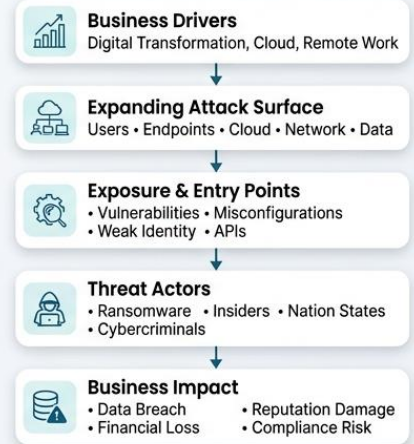 Business Drivers
Digital Transformation, Cloud, Remote Work
Expanding Attack Surface
Users • Endpoints • Cloud • Network • Data
Exposure & Entry Points
• Vulnerabilities • Misconfigurations
• Weak Identity • APIs
Threat Actors
• Ransomware • Insiders • Nation States
• Cybercriminals
Business Impact
• Data Breach • Reputation Damage
• Financial Loss • Compliance Risk